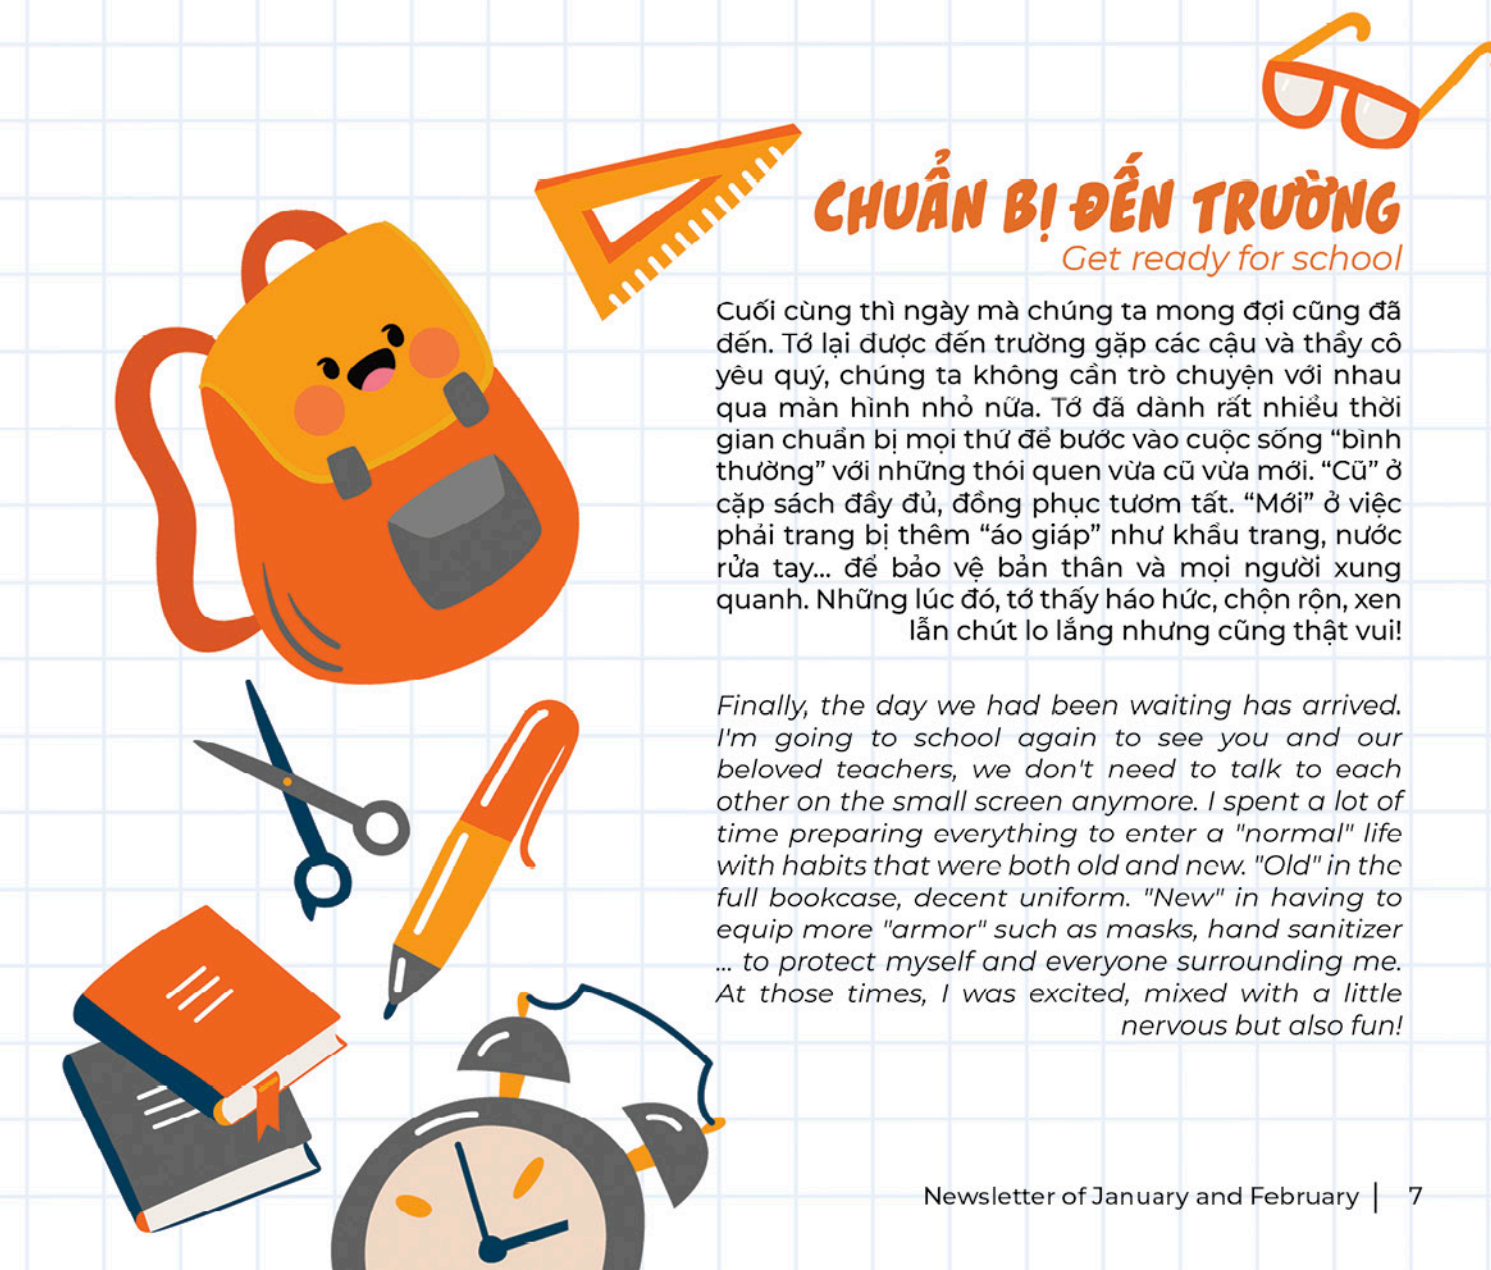 CHUẨN BỊ ĐẾN TRƯỜNG
Get ready for school
Cuối cùng thì ngày mà chúng ta mong đợi cũng đã
đến. Tớ lại được đến trường gặp các cậu và thầy cô
yêu quý, chúng ta không cần trò chuyện với nhau
qua màn hình nhỏ nữa. Tớ đã dành rất nhiều thời
gian chuẩn bị mọi thứ để bước vào cuộc sống “bình
thường” với những thói quen vừa cũ vừa mới. “Cũ” ở
cặp sách đầy đủ, đồng phục tươm tất. “Mới” ở việc
phải trang bị thêm “áo giáp” như khẩu trang, nước
rửa tay... để bảo vệ bản thân và mọi người xung
quanh. Những lúc đó, tớ thấy háo hức, chộn rộn, xen
lẫn chút lo lắng nhưng cũng thật vui!
Finally, the day we had been waiting has arrived.
I'm going to school again to see you and our
beloved teachers, we don't need to talk to each
other on the small screen anymore. I spent a lot of
time preparing everything to enter a "normal" life
with habits that were both old and new. "Old" in the
full bookcase, decent uniform. "New" in having to
equip more "armor" such as masks, hand sanitizer
... to protect myself and everyone surrounding me.
At those times, I was excited, mixed with a little
nervous but also fun!
Newsletter of January and February | 7